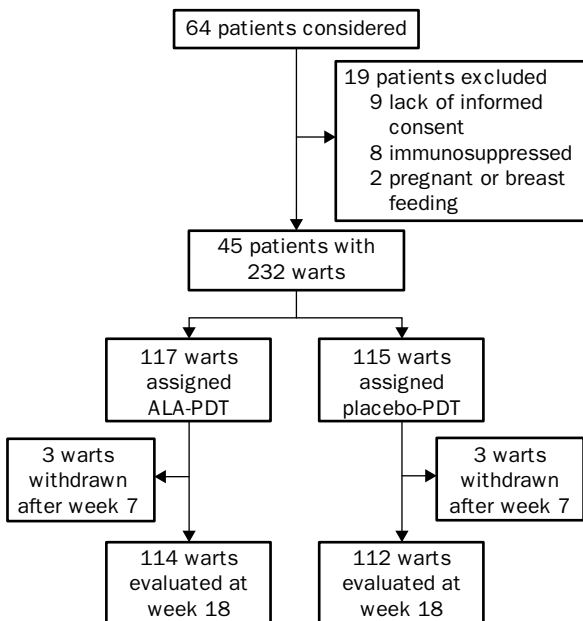 64 patients considered
19 patients excluded
9 lack of informed
consent
8 immunosuppressed
2 pregnant or breast
feeding
45 patients with
232 warts
117 warts
assigned
ALA-PDT
115 warts
assigned
placebo-PDT
3 warts
withdrawn
after week 7
3 warts
withdrawn
after week 7
114 warts
evaluated at
week 18
112 warts
evaluated at
week 18